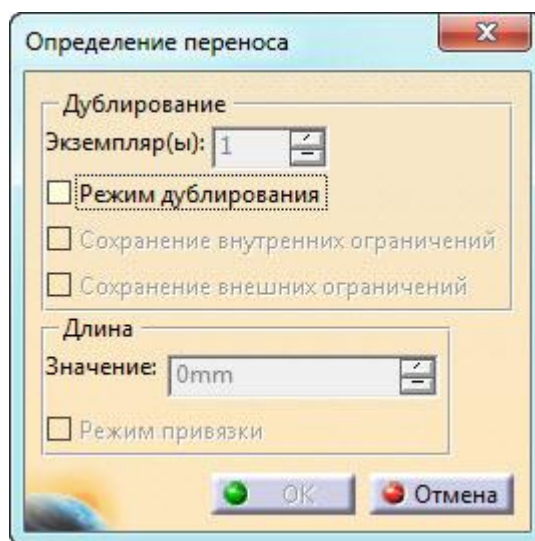 Определение переноса
Дублирование
Экземпляр(ы): 1
Режим дублирования
Сохранение внутренних ограничений
Сохранение внешних ограничений
Длина
Значение: 0mm
Режим привязки
OK Отмена